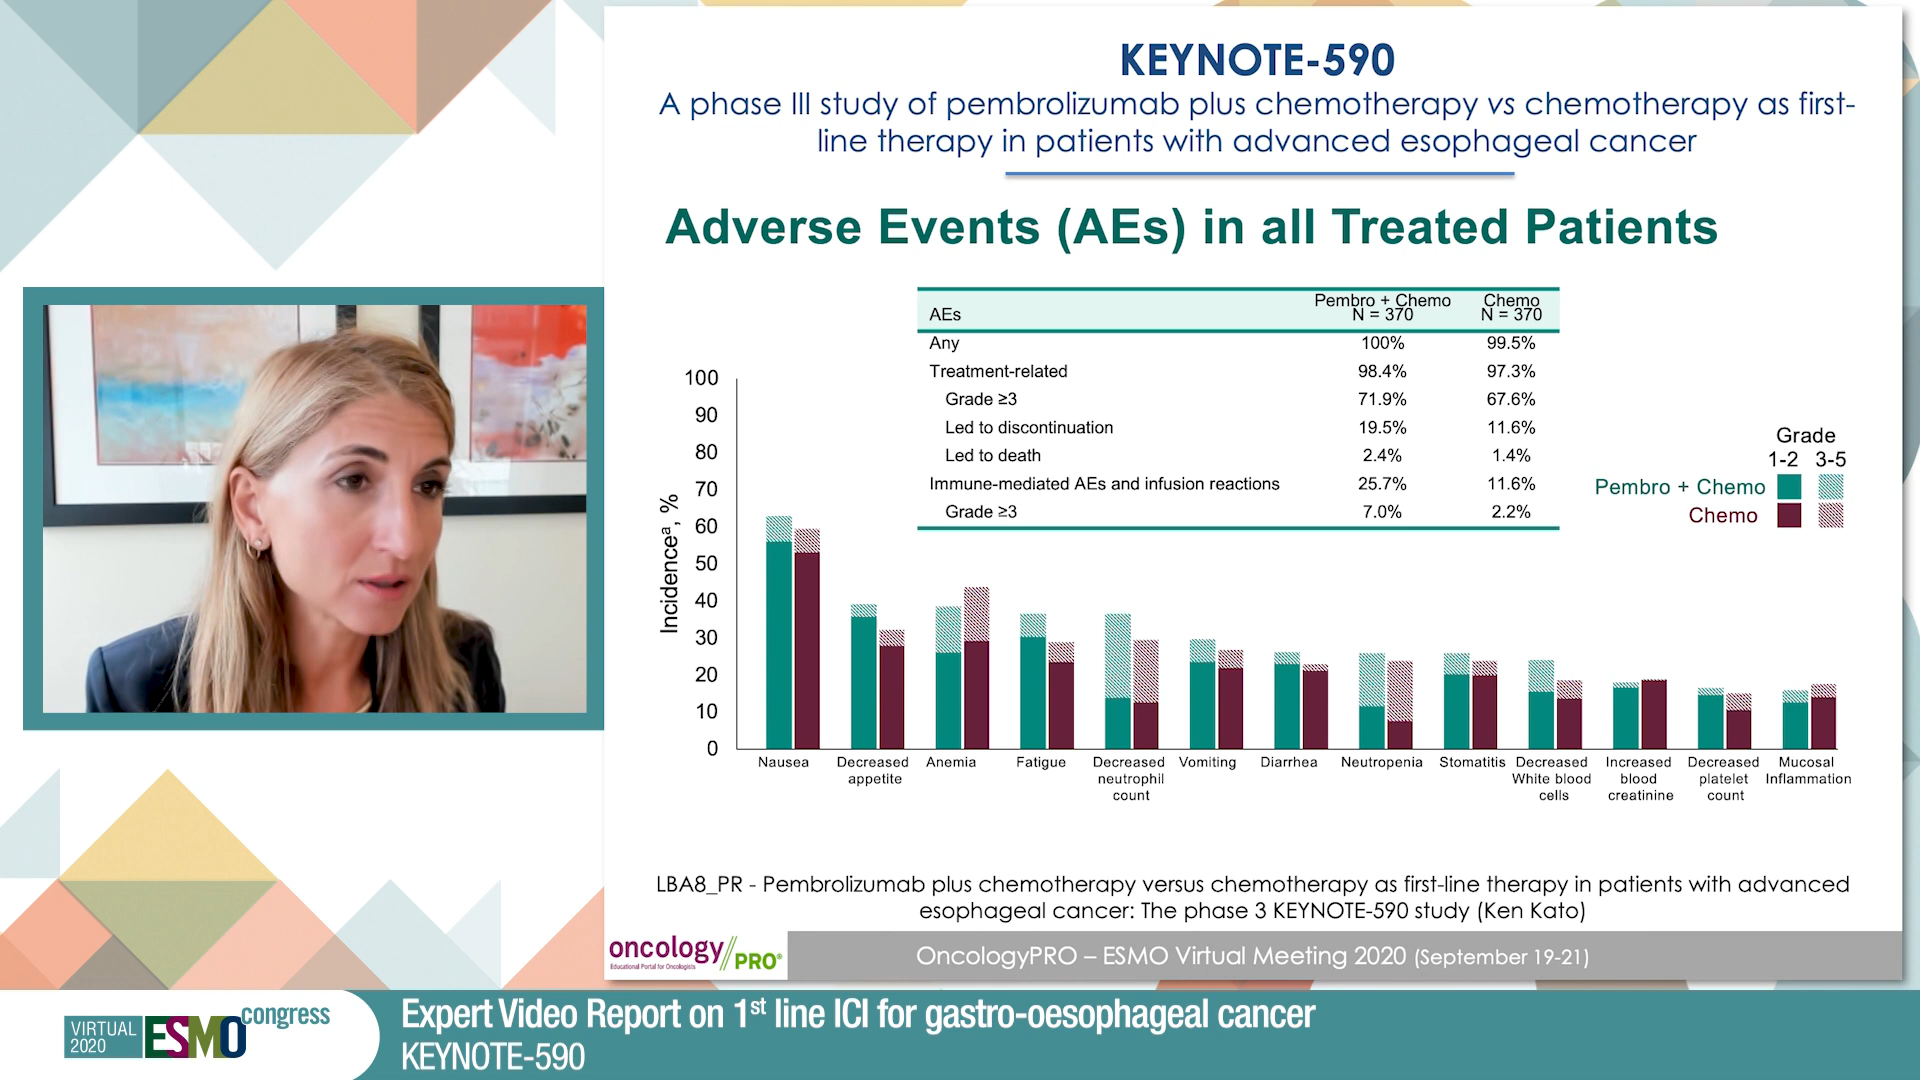 KEYNOTE-590
A phase III study of pembrolizumab plus chemotherapy vs chemotherapy as first-
line therapy in patients with advanced esophageal cancer
Adverse Events (AEs) in all Treated Patients
AEs Pembro + Chemo N = 370 Chemo N = 370
Any 100% 99.5%
Treatment-related 98.4% 97.3%
Grade ≥3 71.9% 67.6%
Led to discontinuation 19.5% 11.6%
Led to death 2.4% 1.4%
Immune-mediated AEs and infusion reactions 25.7% 11.6%
Grade ≥3 7.0% 2.2%
Grade
1-2 3-5
Pembro + Chemo
Chemo
Incidenceᵃ, %
100
90
80
70
60
50
40
30
20
10
0
Nausea
Decreased appetite
Anemia
Fatigue
Decreased neutrophil count
Vomiting
Diarrhea
Neutropenia
Stomatitis
Decreased White blood cells
Increased blood creatinine
Decreased platelet count
Mucosal Inflammation
LBA8_PR - Pembrolizumab plus chemotherapy versus chemotherapy as first-line therapy in patients with advanced
esophageal cancer: The phase 3 KEYNOTE-590 study (Ken Kato)
oncology//PRO®
Educational Portal for Oncologists
OncologyPRO – ESMO Virtual Meeting 2020 (September 19-21)
VIRTUAL
2020
ESMO congress
Expert Video Report on 1st line ICI for gastro-oesophageal cancer
KEYNOTE-590